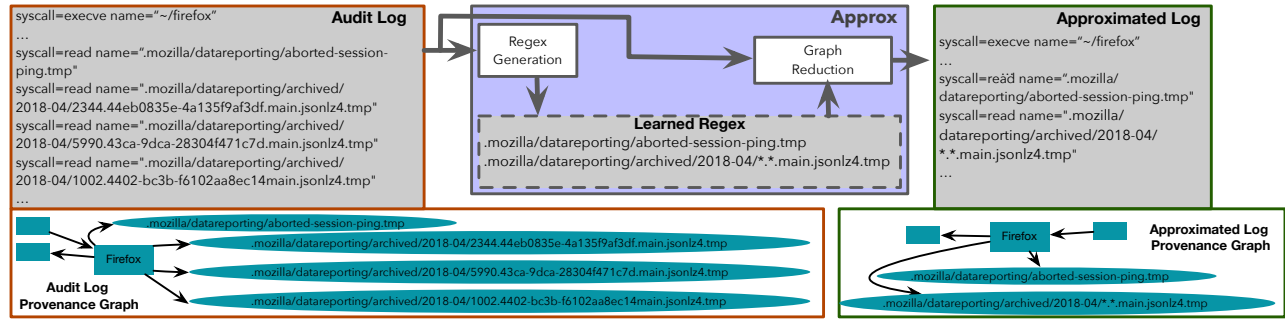 Audit Log
syscall=execve name="~/firefox"
...
syscall=read name=".mozilla/datareporting/aborted-session-
ping.tmp"
syscall=read name=".mozilla/datareporting/archived/
2018-04/2344.44eb0835e-4a135f9af3df.main.jsonlz4.tmp"
syscall=read name=".mozilla/datareporting/archived/
2018-04/5990.43ca-9dca-28304f471c7d.main.jsonlz4.tmp"
syscall=read name=".mozilla/datareporting/archived/
2018-04/1002.4402-bc3b-f6102aa8ec14main.jsonlz4.tmp"
...
Approx
Regex
Generation
Graph
Reduction
Learned Regex
.mozilla/datareporting/aborted-session-ping.tmp
.mozilla/datareporting/archived/2018-04/*.*.main.jsonlz4.tmp
Approximated Log
syscall=execve name="~/firefox"
...
syscall=read name=".mozilla/
datareporting/aborted-session-ping.tmp"
syscall=read name=".mozilla/
datareporting/archived/2018-04/
*.*.main.jsonlz4.tmp"
...
.mozilla/datareporting/aborted-session-ping.tmp
.mozilla/datareporting/archived/2018-04/2344.44eb0835e-4a135f9af3df.main.jsonlz4.tmp
Firefox
.mozilla/datareporting/archived/2018-04/5990.43ca-9dca-28304f471c7d.main.jsonlz4.tmp
.mozilla/datareporting/archived/2018-04/1002.4402-bc3b-f6102aa8ec14main.jsonlz4.tmp
Audit Log
Provenance Graph
Firefox
Approximated Log
Provenance Graph
.mozilla/datareporting/aborted-session-ping.tmp
.mozilla/datareporting/archived/2018-04/*.*.main.jsonlz4.tmp